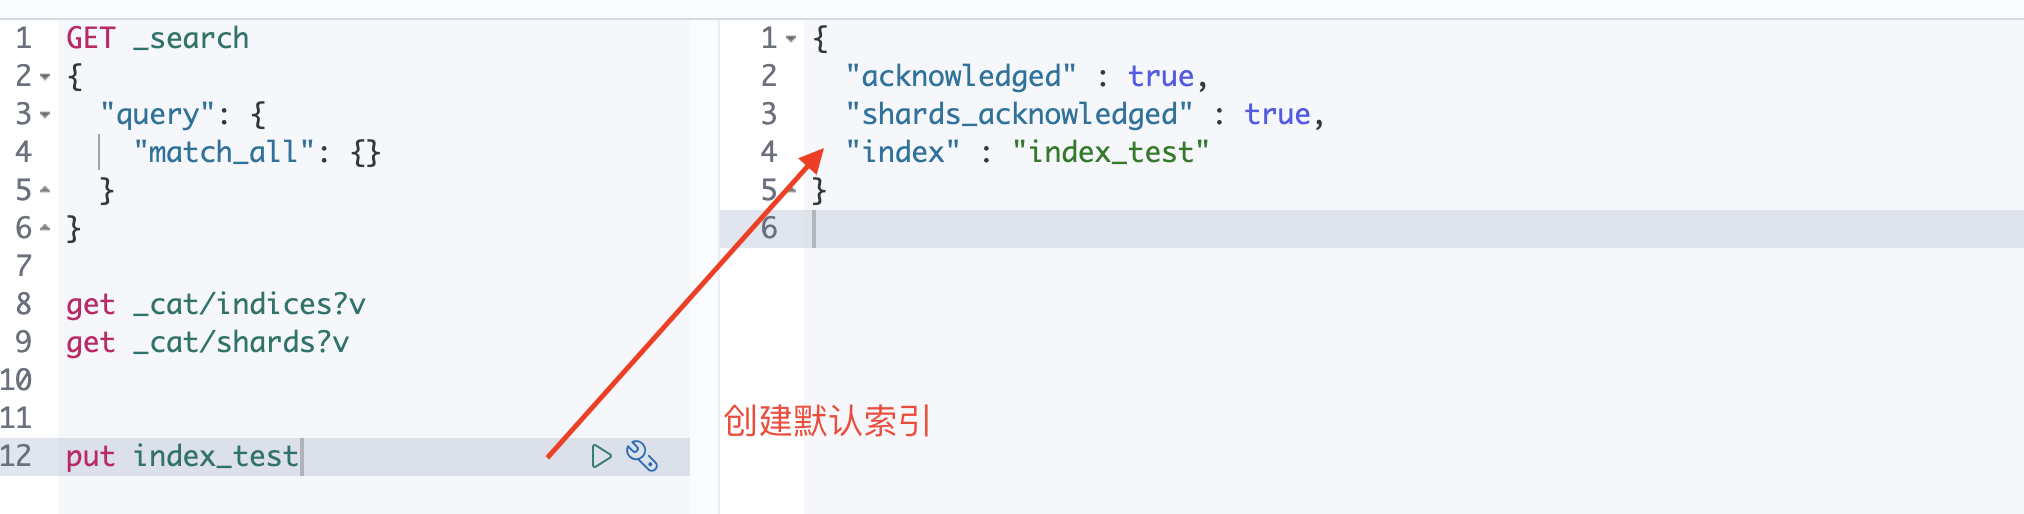 1 GET _search
2 {
3 "query": {
4 "match_all": {}
5 }
6 }
7
8 get _cat/indices?v
9 get _cat/shards?v
10
11
12 put index_test
1 {
2 "acknowledged" : true,
3 "shards_acknowledged" : true,
4 "index" : "index_test"
5 }
6
创建默认索引